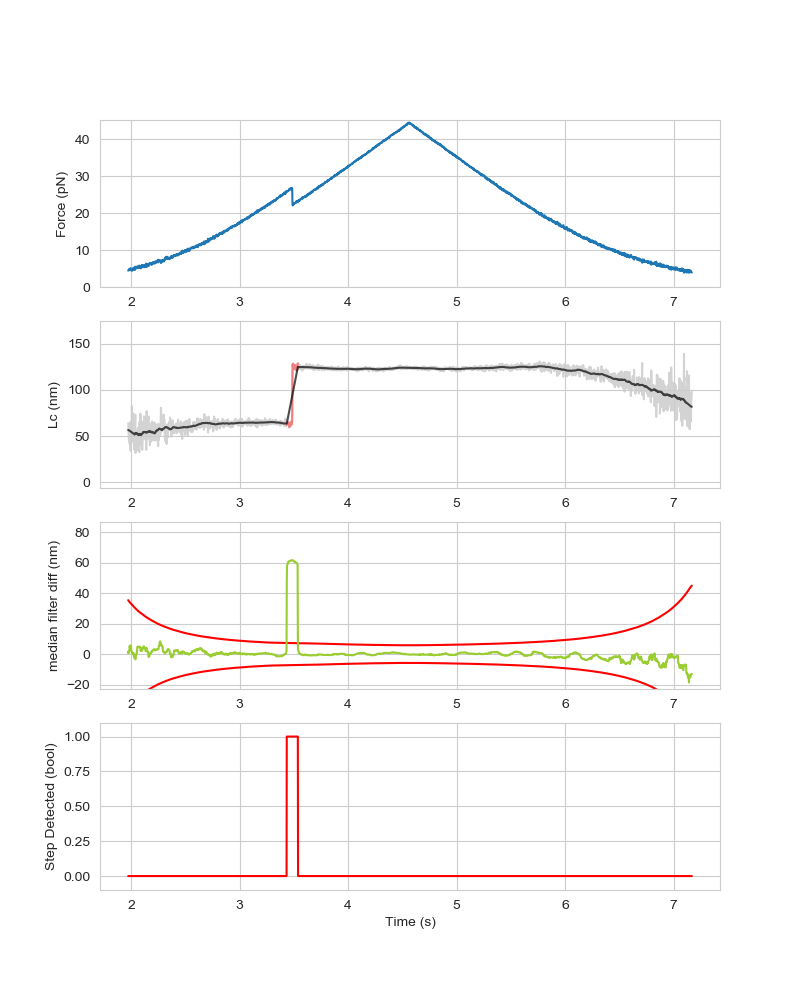 Force (pN)
40
30
20
10
0
2 3 4 5 6 7
Lc (nm)
150
100
50
0
2 3 4 5 6 7
median filter diff (nm)
80
60
40
20
0
−20
2 3 4 5 6 7
Step Detected (bool)
1.00
0.75
0.50
0.25
0.00
2 3 4 5 6 7
Time (s)